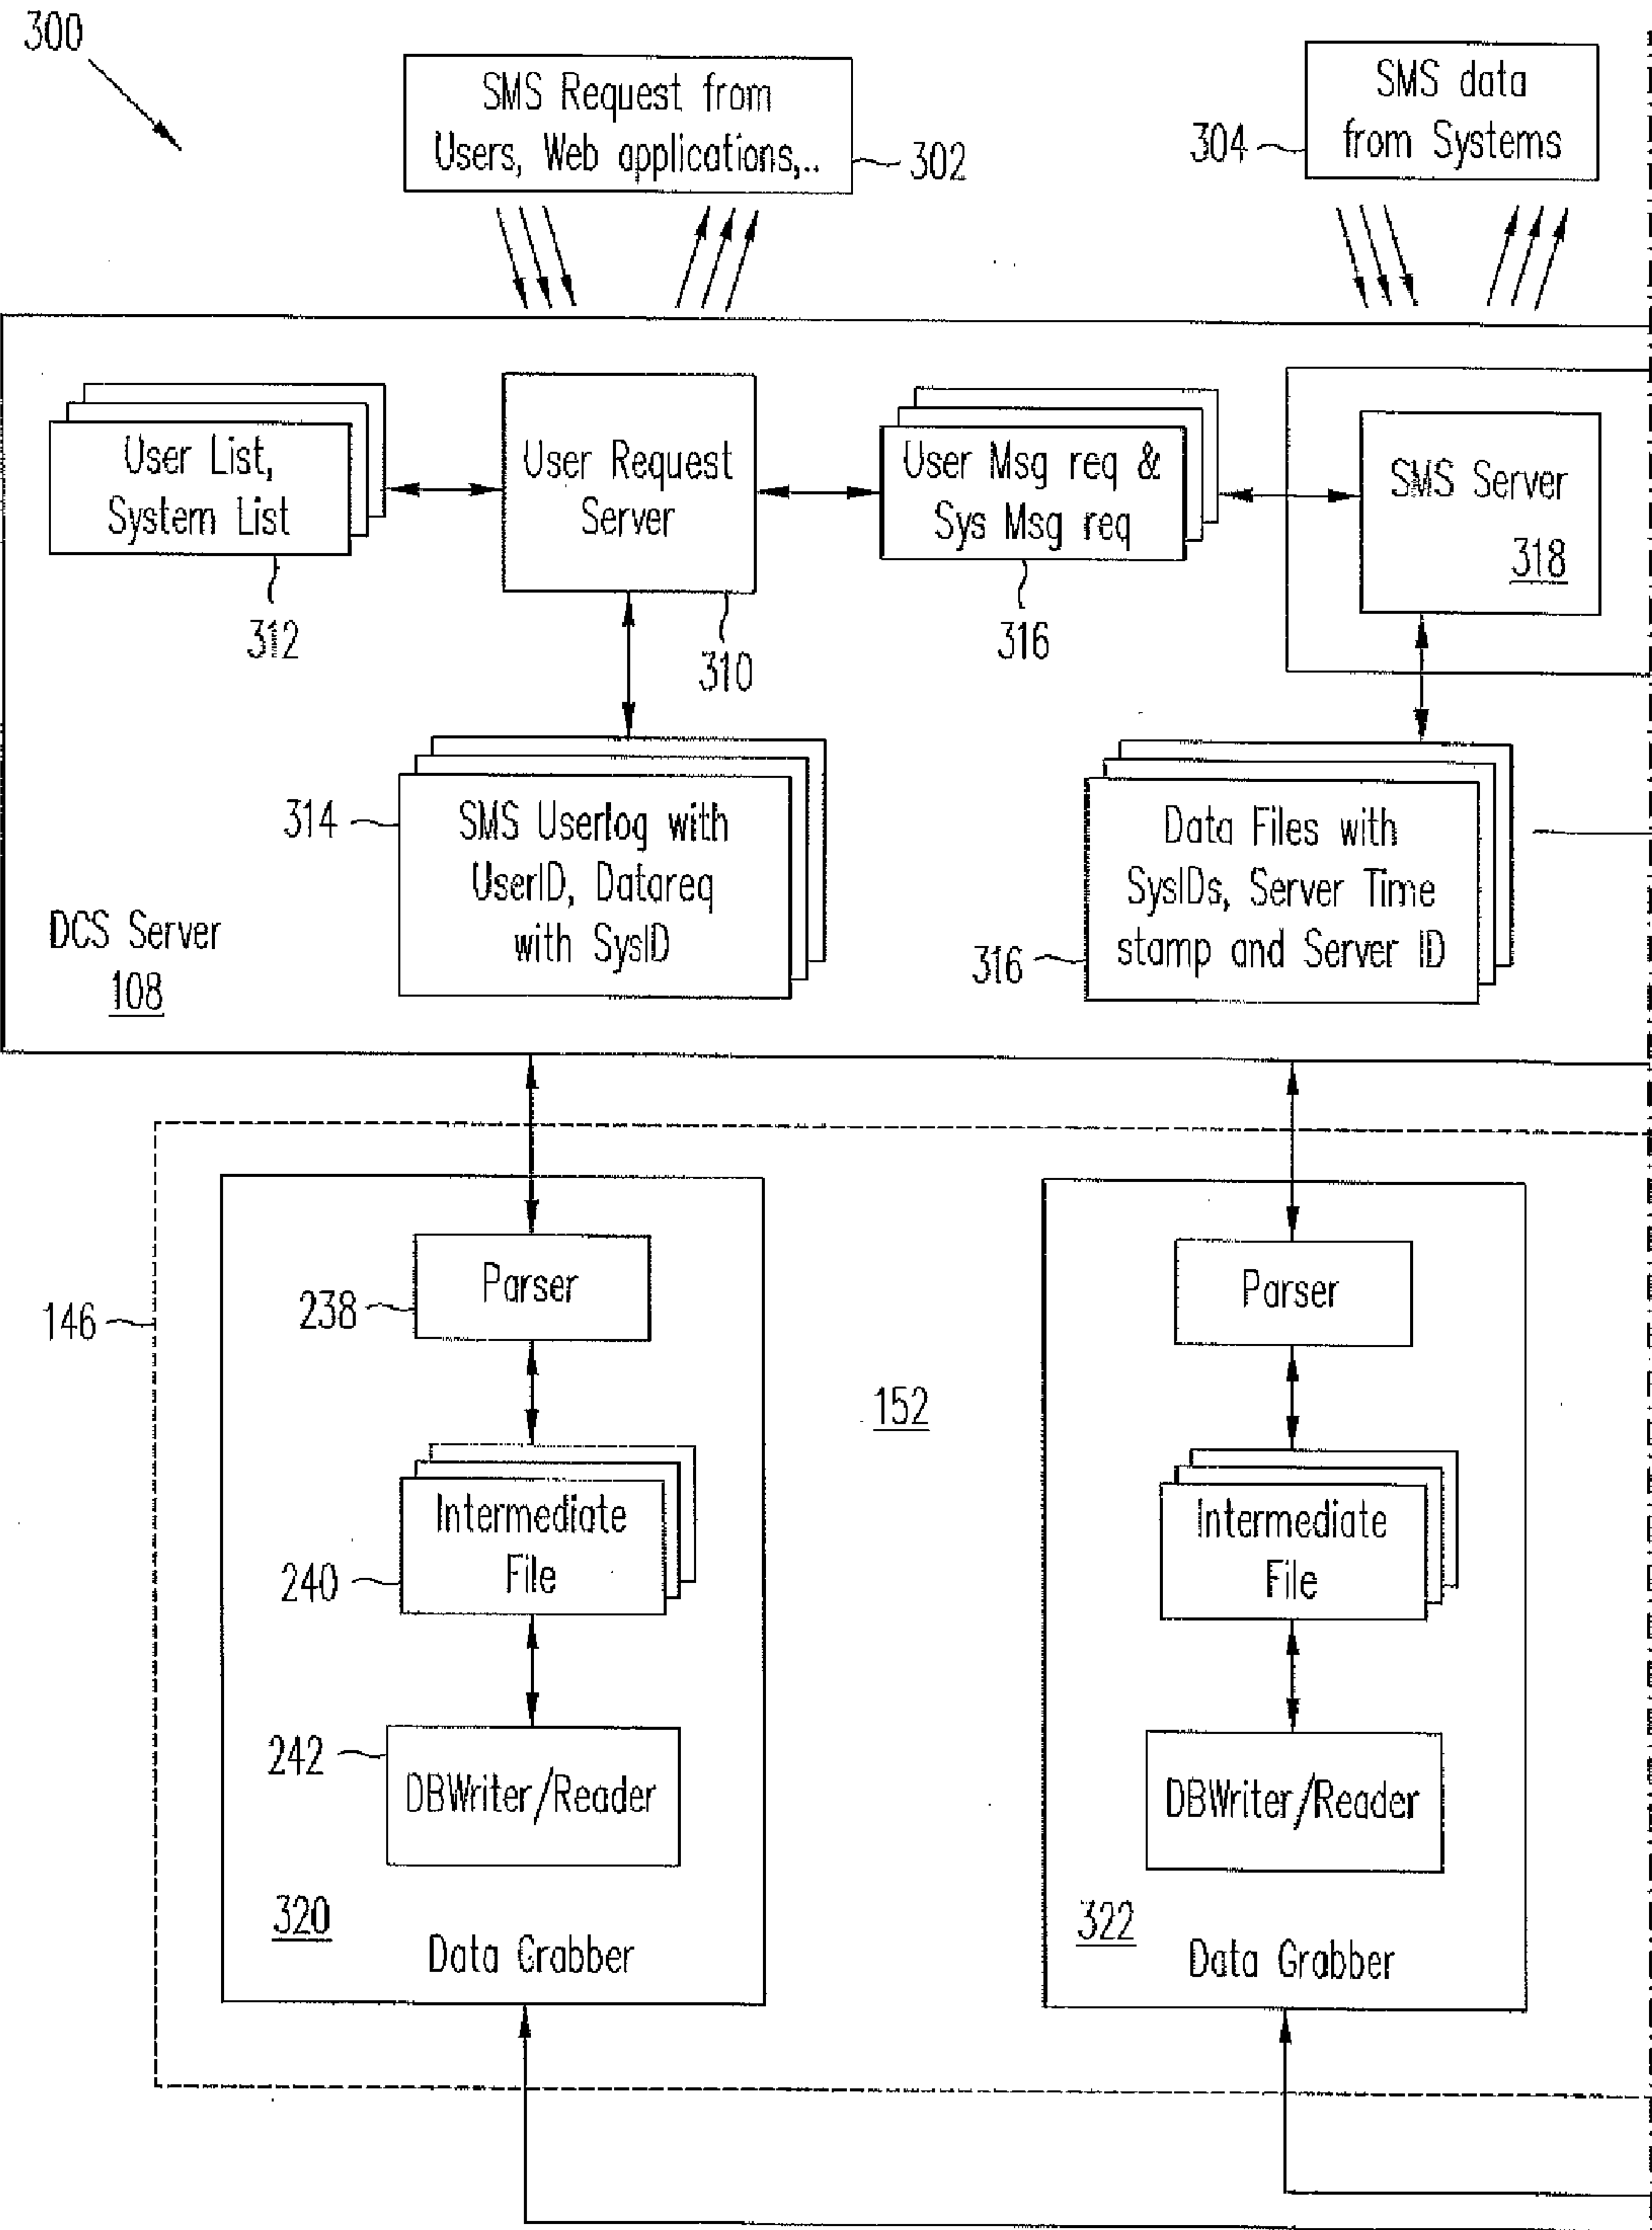 300
SMS Request from
Users, Web applications,..
302
SMS data
from Systems
304
User List,
System List
312
User Request
Server
310
User Msg req &
Sys Msg req
316
SMS Server
318
314
SMS Userlog with
UserID, Datareq
with SysID
Data Files with
SysIDs, Server Time
stamp and Server ID
316
DCS Server
108
146
Parser
238
Intermediate
File
240
DBWriter/Reader
242
320
Data Grabber
152
Parser
Intermediate
File
DBWriter/Reader
322
Data Grabber